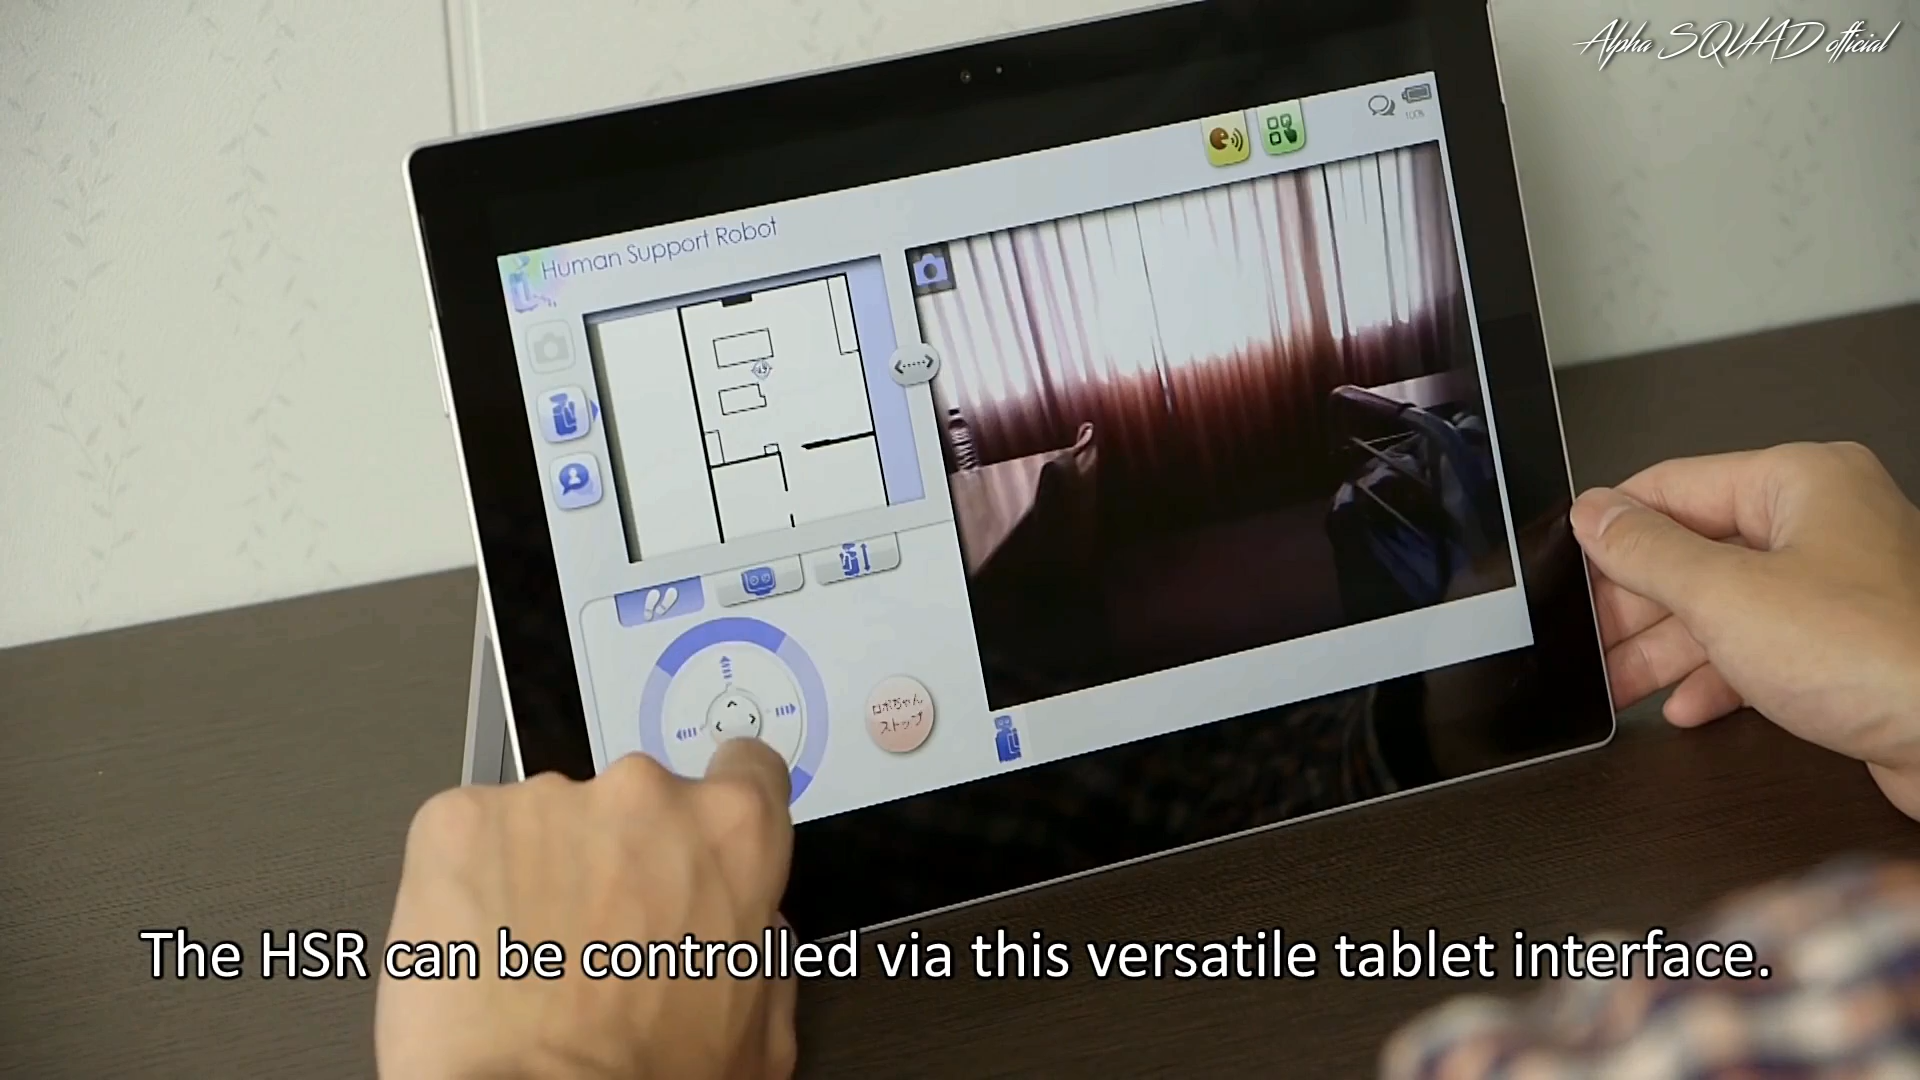 Alpha SQUAD official
100%
Human Support Robot
ロボちゃん
ストップ
The HSR can be controlled via this versatile tablet interface.